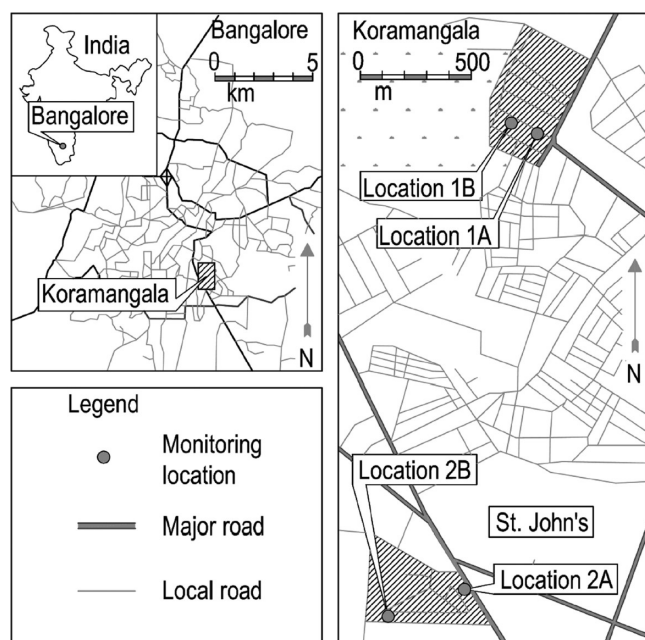 India
Bangalore
Bangalore
0 5
km
Koramangala
N
Legend
Monitoring
location
Major road
Local road
Koramangala
0 500
m
Location 1B
Location 1A
N
Location 2B
St. John's
Location 2A